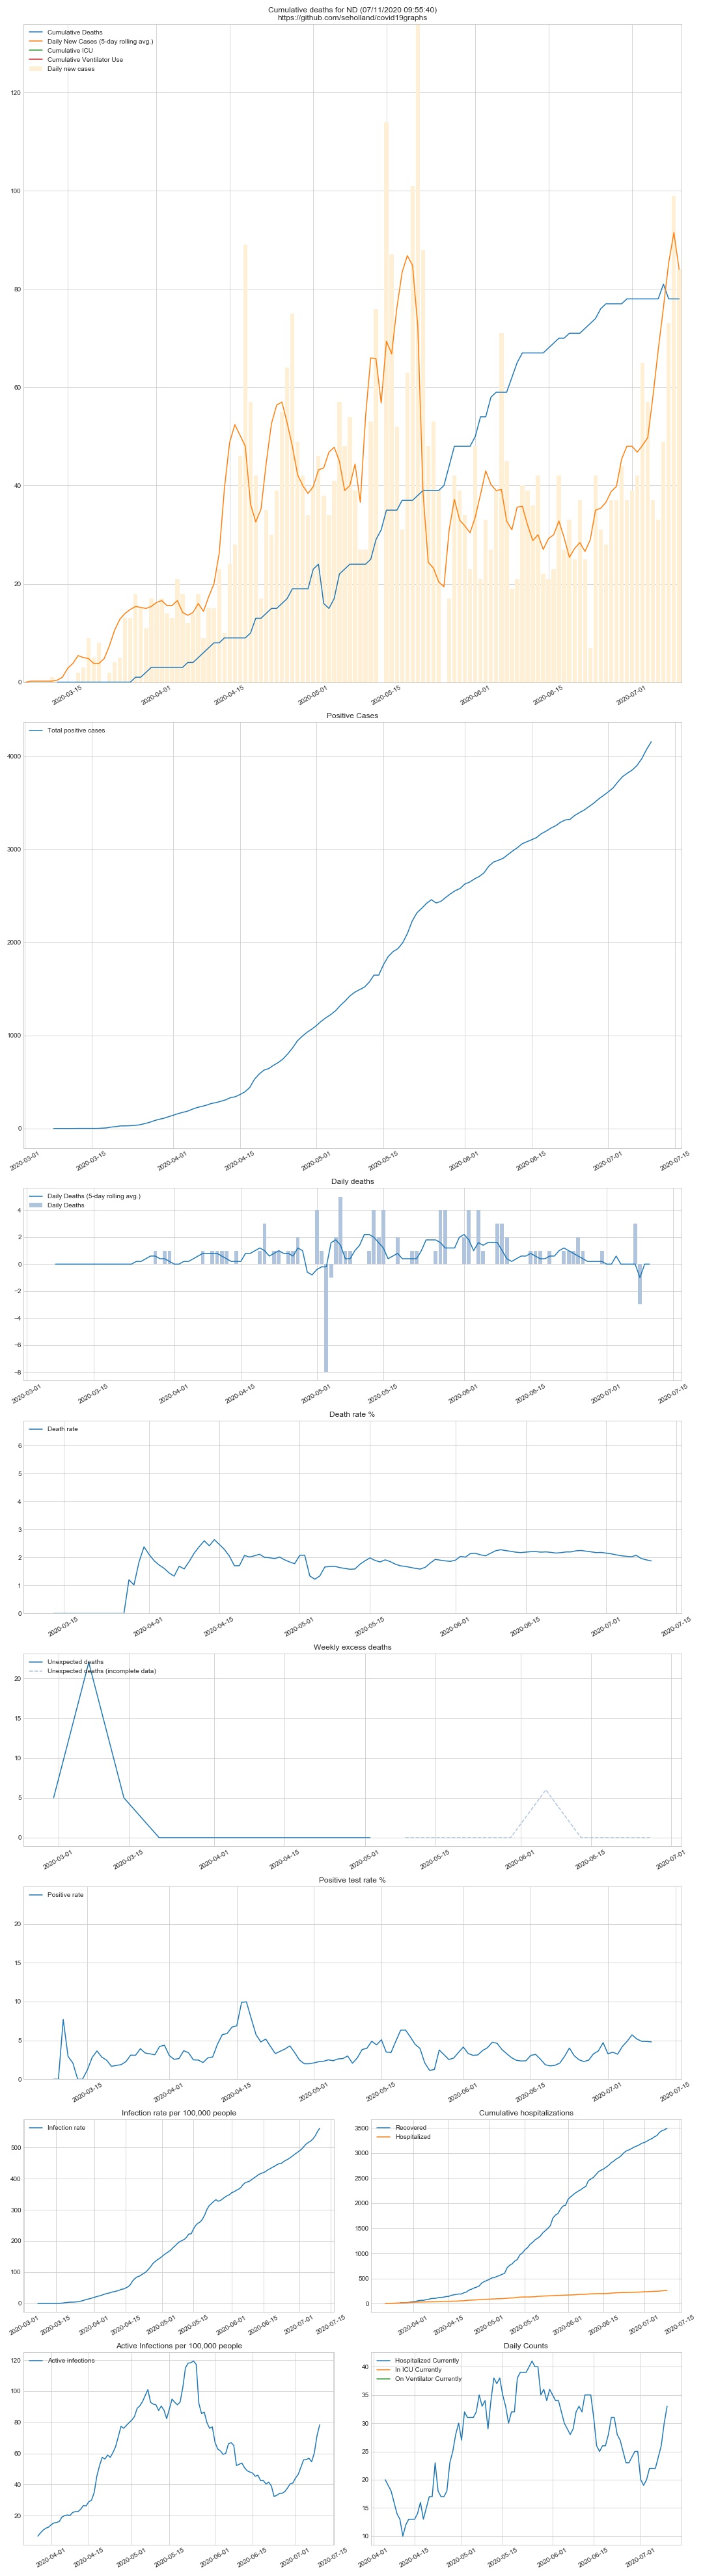 Cumulative deaths for ND (07/11/2020 09:55:40)
https://github.com/seholland/covid19graphs
Cumulative Deaths
Daily New Cases (5-day rolling avg.)
Cumulative ICU
Cumulative Ventilator Use
Daily new cases
120
100
80
60
40
20
0
2020-03-15 2020-04-01 2020-04-15 2020-05-01 2020-05-15 2020-06-01 2020-06-15 2020-07-01
Positive Cases
Total positive cases
4000
3000
2000
1000
0
2020-03-01 2020-03-15 2020-04-01 2020-04-15 2020-05-01 2020-05-15 2020-06-01 2020-06-15 2020-07-01 2020-07-15
Daily deaths
Daily Deaths (5-day rolling avg.)
Daily Deaths
4
2
0
−2
−4
−6
−8
2020-03-01 2020-03-15 2020-04-01 2020-04-15 2020-05-01 2020-05-15 2020-06-01 2020-06-15 2020-07-01 2020-07-15
Death rate %
Death rate
6
5
4
3
2
1
0
2020-03-15 2020-04-01 2020-04-15 2020-05-01 2020-05-15 2020-06-01 2020-06-15 2020-07-01 2020-07-15
Weekly excess deaths
Unexpected deaths
Unexpected deaths (incomplete data)
20
15
10
5
0
2020-03-01 2020-03-15 2020-04-01 2020-04-15 2020-05-01 2020-05-15 2020-06-01 2020-06-15 2020-07-01
Positive test rate %
Positive rate
20
15
10
5
0
2020-03-15 2020-04-01 2020-04-15 2020-05-01 2020-05-15 2020-06-01 2020-06-15 2020-07-01 2020-07-15
Infection rate per 100,000 people
Infection rate
500
400
300
200
100
0
2020-03-01 2020-03-15 2020-04-01 2020-04-15 2020-05-01 2020-05-15 2020-06-01 2020-06-15 2020-07-01 2020-07-15
Cumulative hospitalizations
Recovered
Hospitalized
3500
3000
2500
2000
1500
1000
500
0
2020-04-01 2020-04-15 2020-05-01 2020-05-15 2020-06-01 2020-06-15 2020-07-01 2020-07-15
Active Infections per 100,000 people
Active infections
120
100
80
60
40
20
2020-04-01 2020-04-15 2020-05-01 2020-05-15 2020-06-01 2020-06-15 2020-07-01 2020-07-15
Daily Counts
Hospitalized Currently
In ICU Currently
On Ventilator Currently
40
35
30
25
20
15
10
2020-04-01 2020-04-15 2020-05-01 2020-05-15 2020-06-01 2020-06-15 2020-07-01